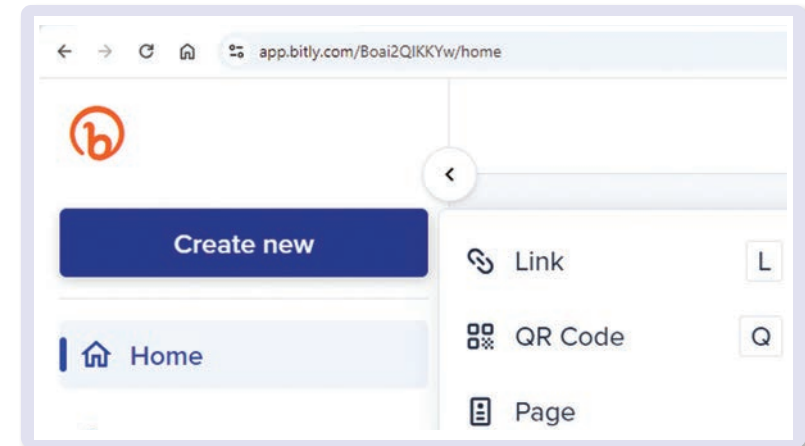 app.bitly.com/Boai2QIKKYw/home
b
Create new
Link L
QR Code Q
Home
Page